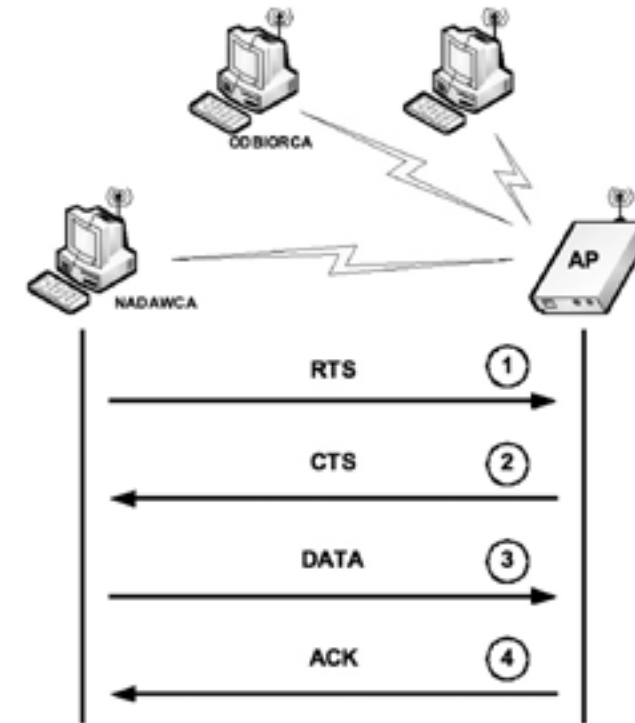 ODBIORCA
AP
NADAWCA
RTS 1
CTS 2
DATA 3
ACK 4